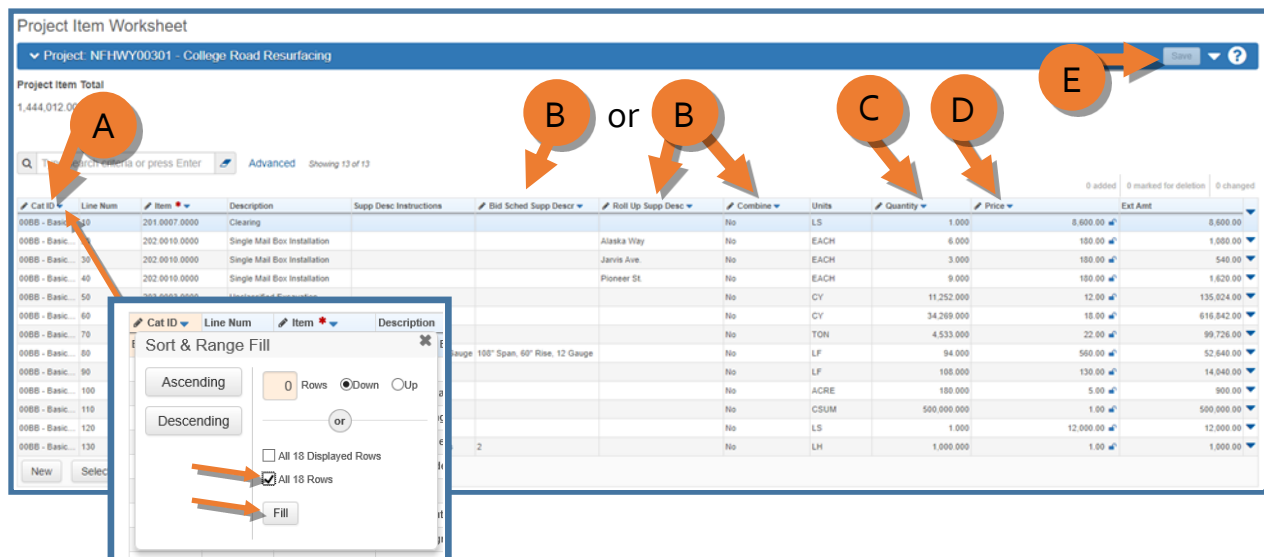 Project Item Worksheet
Project: NFHWY00301 - College Road Resurfacing
Save
?
E
Project Item Total
1,444,012.00
A
B or B
C
D
or press Enter
Advanced
Showing 13 of 13
0 added 0 marked for deletion 0 changed
Cat ID Line Num Item * Description Supp Desc Instructions Bid Sched Supp Descr Roll Up Supp Desc Combine Units Quantity Price Ext Amt
00BB - Basic... 10 201.0007.0000 Clearing No LS 1.000 8,600.00 8,600.00
00BB - Basic... 202.0010.0000 Single Mail Box Installation Alaska Way No EACH 6.000 180.00 1,080.00
00BB - Basic... 30 202.0010.0000 Single Mail Box Installation Jarvis Ave. No EACH 3.000 180.00 540.00
00BB - Basic... 40 202.0010.0000 Single Mail Box Installation Pioneer St. No EACH 9.000 180.00 1,620.00
00BB - Basic... 50 No CY 11,252.000 12.00 135,024.00
00BB - Basic... 60 No CY 34,269.000 18.00 616,842.00
00BB - Basic... 70 No TON 4,533.000 22.00 99,726.00
00BB - Basic... 80 Gauge 108" Span, 60" Rise, 12 Gauge No LF 94.000 560.00 52,640.00
00BB - Basic... 90 No LF 108.000 130.00 14,040.00
00BB - Basic... 100 No ACRE 180.000 5.00 900.00
00BB - Basic... 110 No CSUM 500,000.000 1.00 500,000.00
00BB - Basic... 120 No LS 1.000 12,000.00 12,000.00
00BB - Basic... 130 2 No LH 1,000.000 1.00 1,000.00
New Selec
Cat ID Line Num Item * Description
Sort & Range Fill
Ascending
0 Rows Down Up
Descending
or
All 18 Displayed Rows
All 18 Rows
Fill